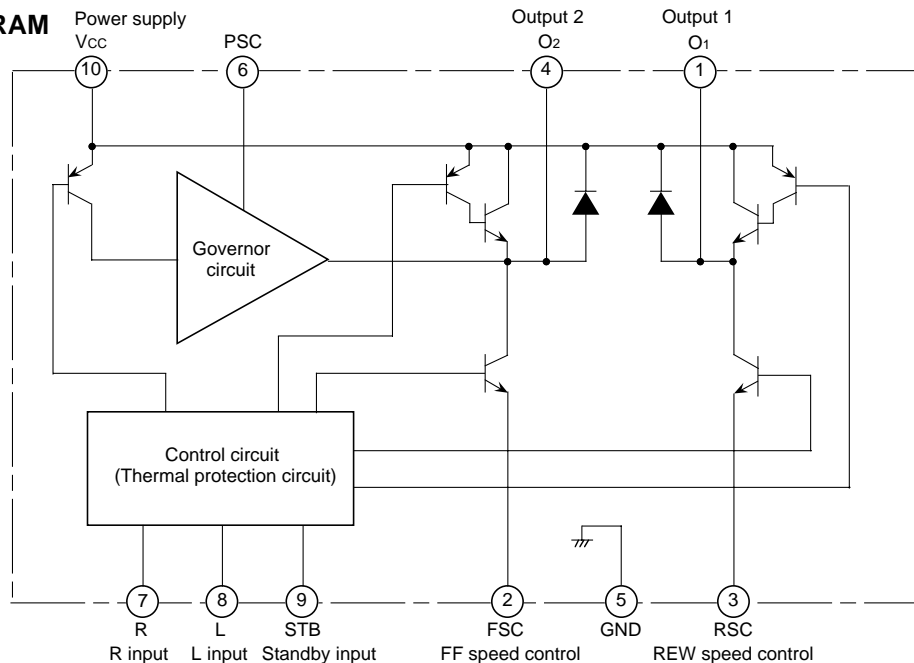 RAM
Power supply
VCC
PSC
Output 2
O2
Output 1
O1
10
6
4
1
Governor
circuit
Control circuit
(Thermal protection circuit)
7
8
9
2
5
3
R
L
STB
FSC
GND
RSC
R input
L input
Standby input
FF speed control
REW speed control